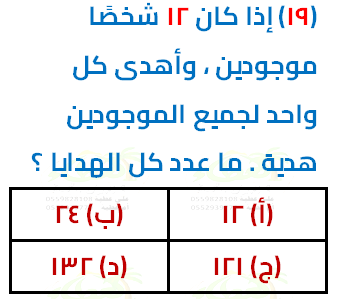 (١٩) إذا كان ١٢ شخصًا
موجودين ، وأهدى كل
واحد لجميع الموجودين
هدية . ما عدد كل الهدايا ؟
(أ) ١٢
(ب) ٢٤
(ج) ١٢١
(د) ١٣٢